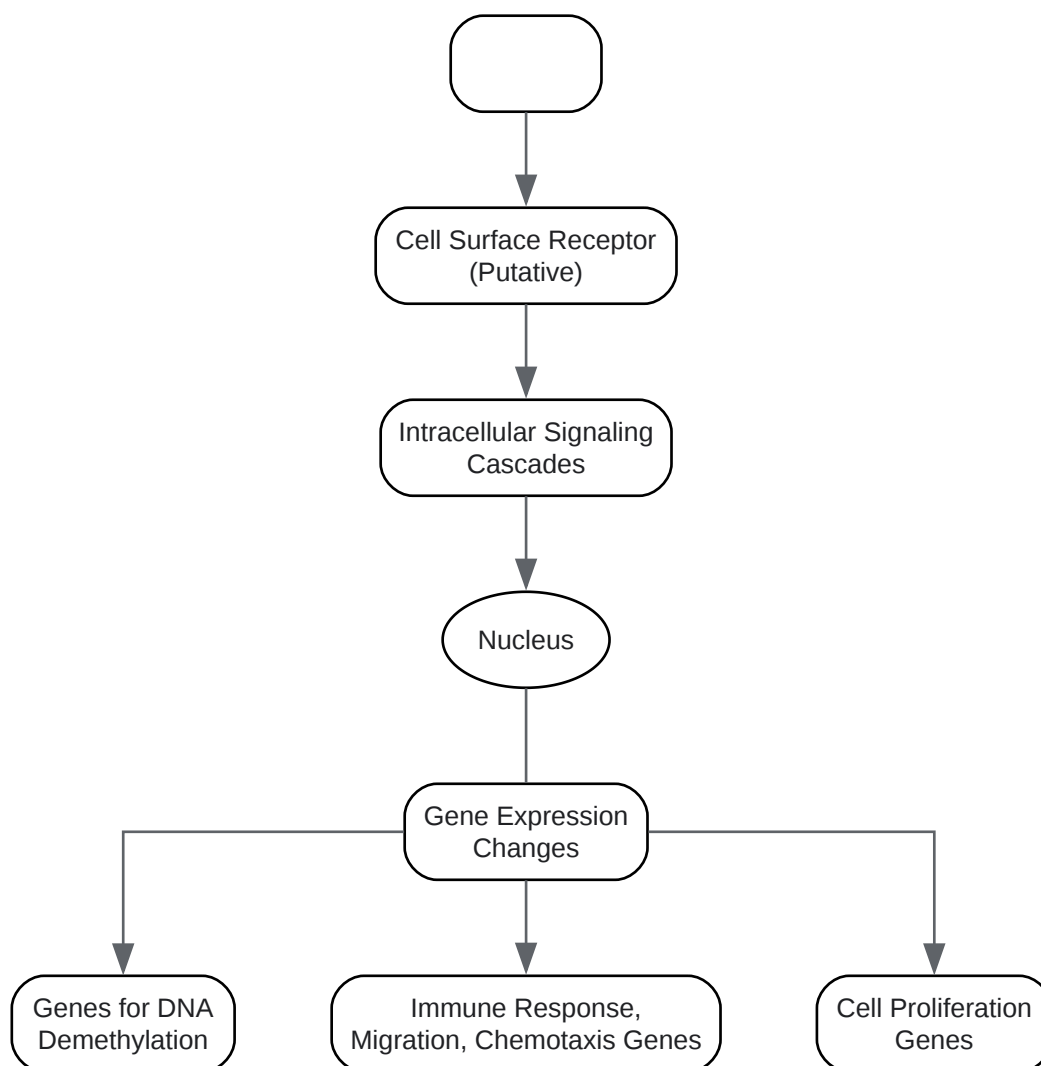 Cell Surface Receptor
(Putative)
Intracellular Signaling
Cascades
Nucleus
Gene Expression
Changes
Genes for DNA
Demethylation
Immune Response,
Migration, Chemotaxis Genes
Cell Proliferation
Genes